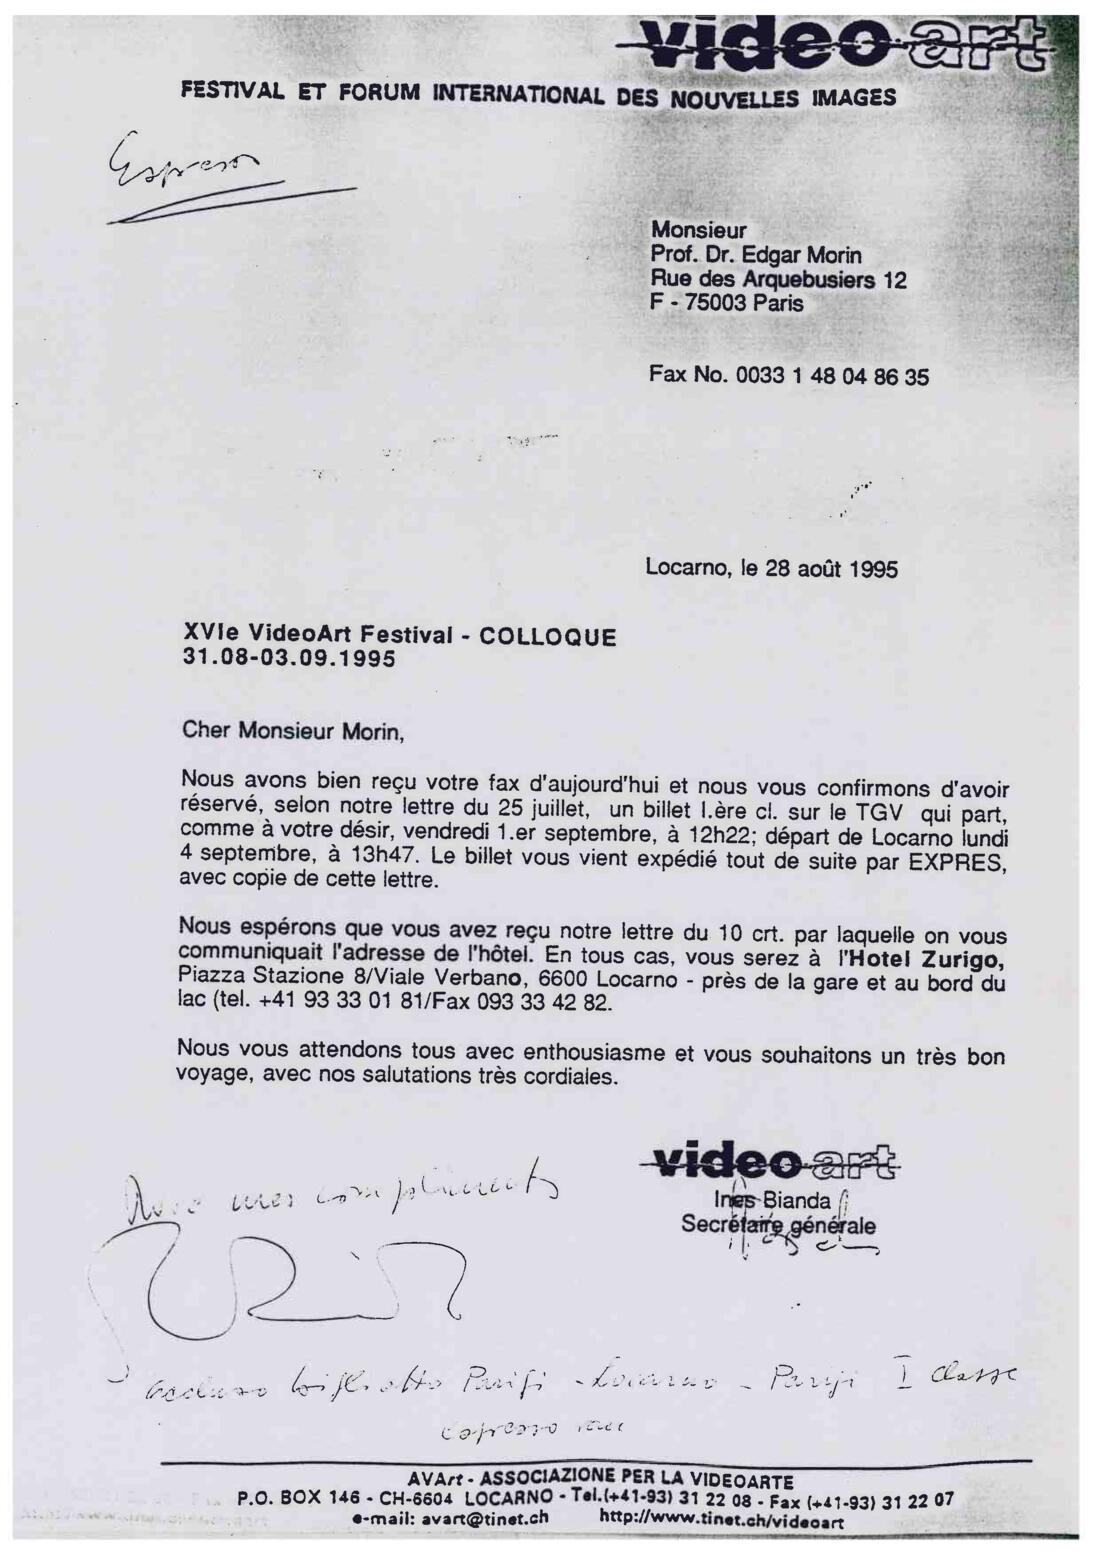 videoart
FESTIVAL ET FORUM INTERNATIONAL DES NOUVELLES IMAGES
Espresso
Monsieur
Prof. Dr. Edgar Morin
Rue des Arquebusiers 12
F - 75003 Paris
Fax No. 0033 1 48 04 86 35
Locarno, le 28 août 1995
XVIe VideoArt Festival - COLLOQUE
31.08-03.09.1995
Cher Monsieur Morin,
Nous avons bien reçu votre fax d'aujourd'hui et nous vous confirmons d'avoir
réservé, selon notre lettre du 25 juillet, un billet I.ère cl. sur le TGV qui part,
comme à votre désir, vendredi 1.er septembre, à 12h22; départ de Locarno lundi
4 septembre, à 13h47. Le billet vous vient expédié tout de suite par EXPRES,
avec copie de cette lettre.
Nous espérons que vous avez reçu notre lettre du 10 crt. par laquelle on vous
communiquait l'adresse de l'hôtel. En tous cas, vous serez à l'Hotel Zurigo,
Piazza Stazione 8/Viale Verbano, 6600 Locarno - près de la gare et au bord du
lac (tel. +41 93 33 01 81/Fax 093 33 42 82.
Nous vous attendons tous avec enthousiasme et vous souhaitons un très bon
voyage, avec nos salutations très cordiales.
videoart
Inès Bianda
Secrétaire générale
Avec mes compliments
accluso biglietto Parigi - Locarno - Parigi I classe
espresso
AVArt - ASSOCIAZIONE PER LA VIDEOARTE
P.O. BOX 146 - CH-6604 LOCARNO - Tel.(+41-93) 31 22 08 - Fax (+41-93) 31 22 07
e-mail: avart@tinet.ch http://www.tinet.ch/videoart